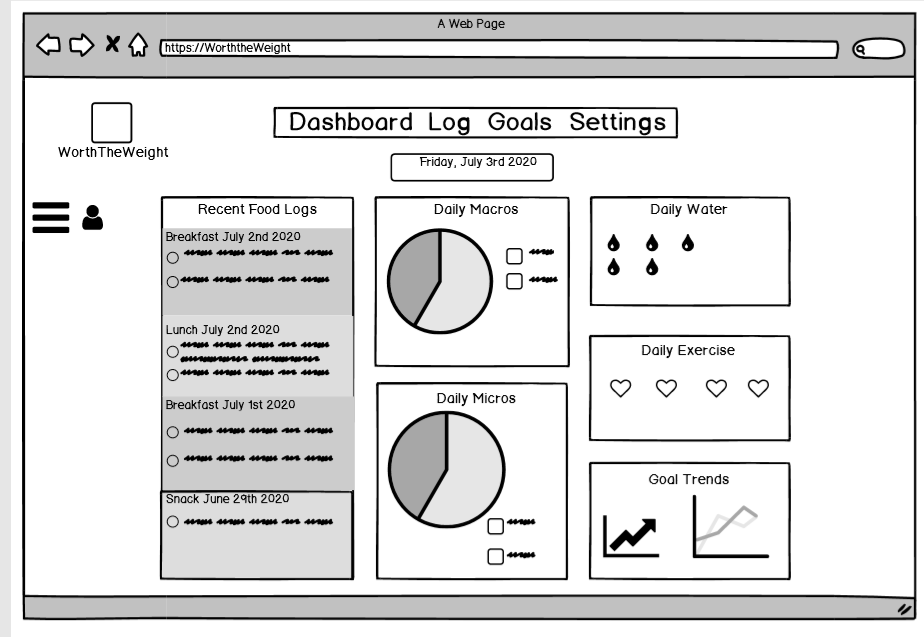 A Web Page
https://WorththeWeight
Dashboard Log Goals Settings
WorthTheWeight
Friday, July 3rd 2020
Recent Food Logs
Breakfast July 2nd 2020
Lunch July 2nd 2020
Breakfast July 1st 2020
Snack June 29th 2020
Daily Macros
Daily Micros
Daily Water
Daily Exercise
Goal Trends